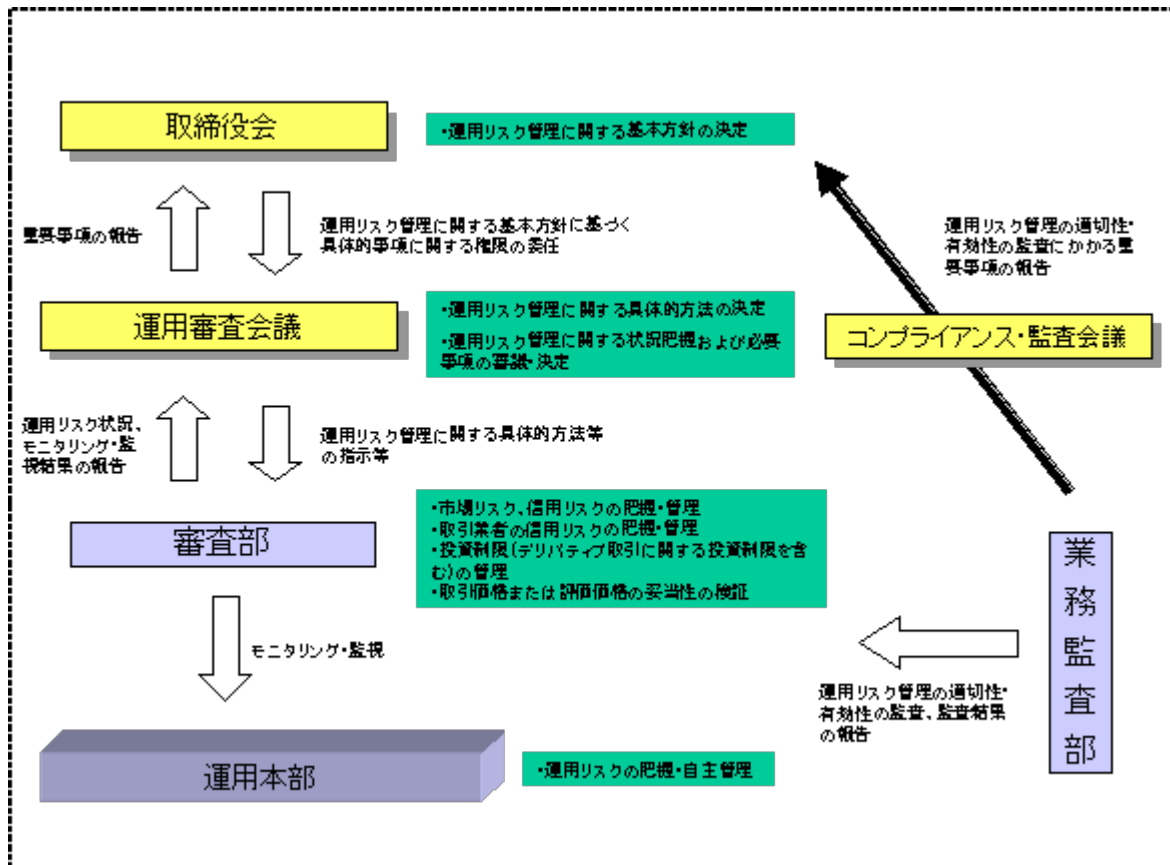 取締役会
・運用リスク管理に関する基本方針の決定
重要事項の報告
運用リスク管理に関する基本方針に基づく
具体的事項に関する権限の委任
運用リスク管理の適切性・
有効性の監査にかかる重
要事項の報告
運用審査会議
・運用リスク管理に関する具体的方法の決定
・運用リスク管理に関する状況把握および必要
事項の審議・決定
コンプライアンス・監査会議
運用リスク状況、
モニタリング・監
視結果の報告
運用リスク管理に関する具体的方法等
の指示等
審査部
・市場リスク、信用リスクの把握・管理
・取引業者の信用リスクの把握・管理
・投資制限(デリバティブ取引に関する投資制限を含
む)の管理
・取引価格または評価価格の妥当性の検証
業務監査部
モニタリング・監視
運用リスク管理の適切性・
有効性の監査、監査結果
の報告
運用本部
・運用リスクの把握・自主管理